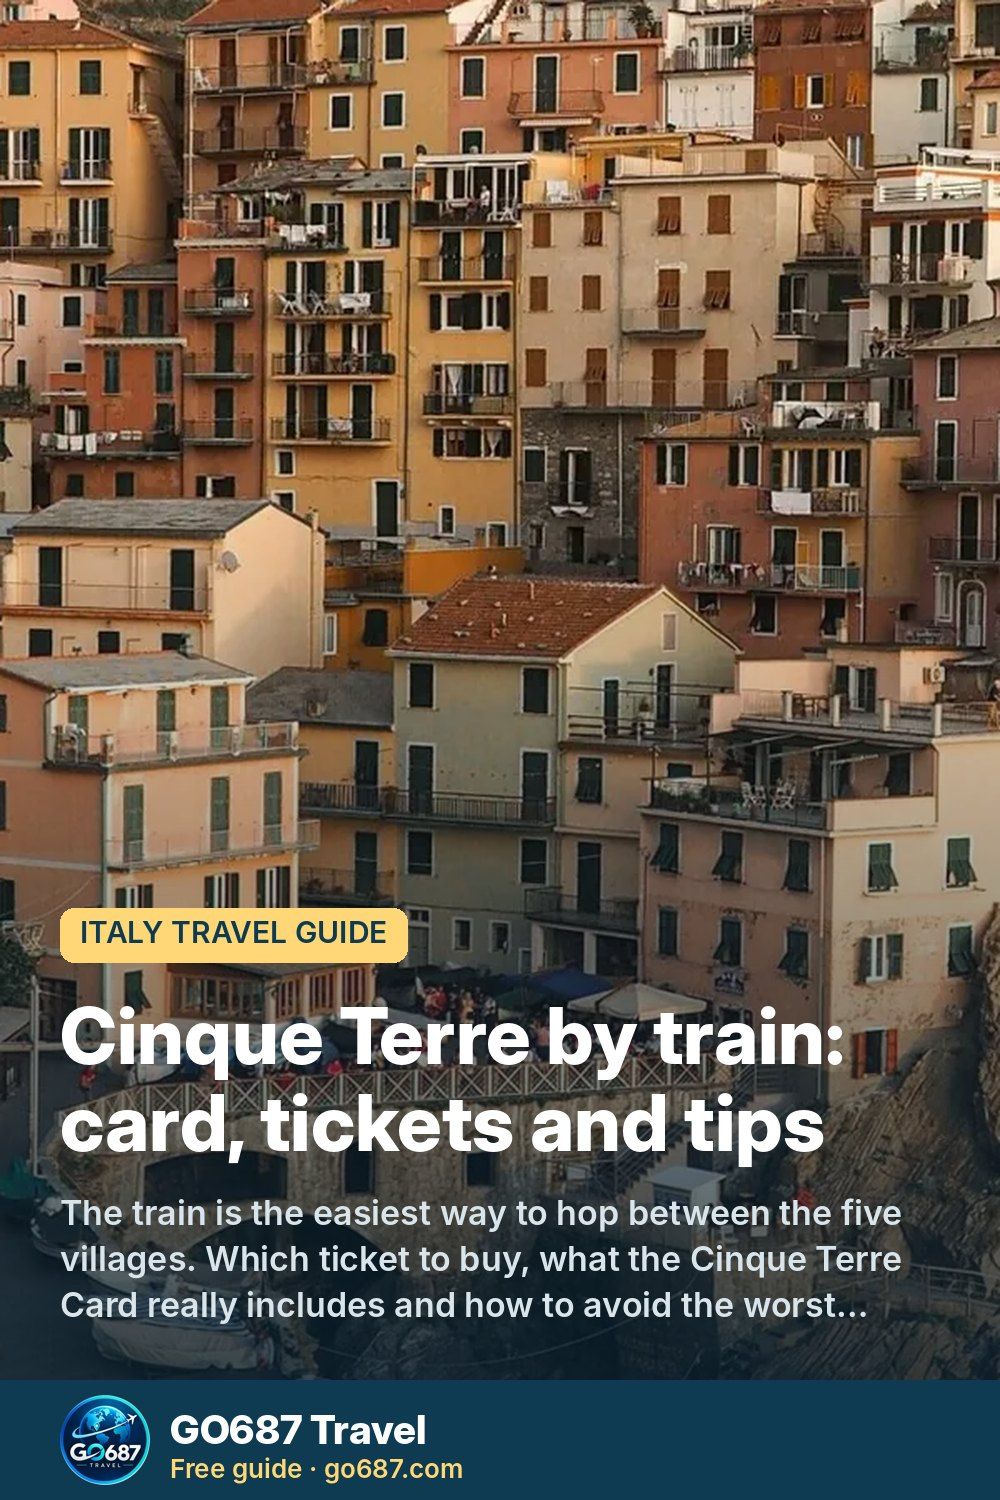 ITALY TRAVEL GUIDE
Cinque Terre by train:
card, tickets and tips
The train is the easiest way to hop between the five
villages. Which ticket to buy, what the Cinque Terre
Card really includes and how to avoid the worst...
GO687
TRAVEL
GO687 Travel
Free guide · go687.com